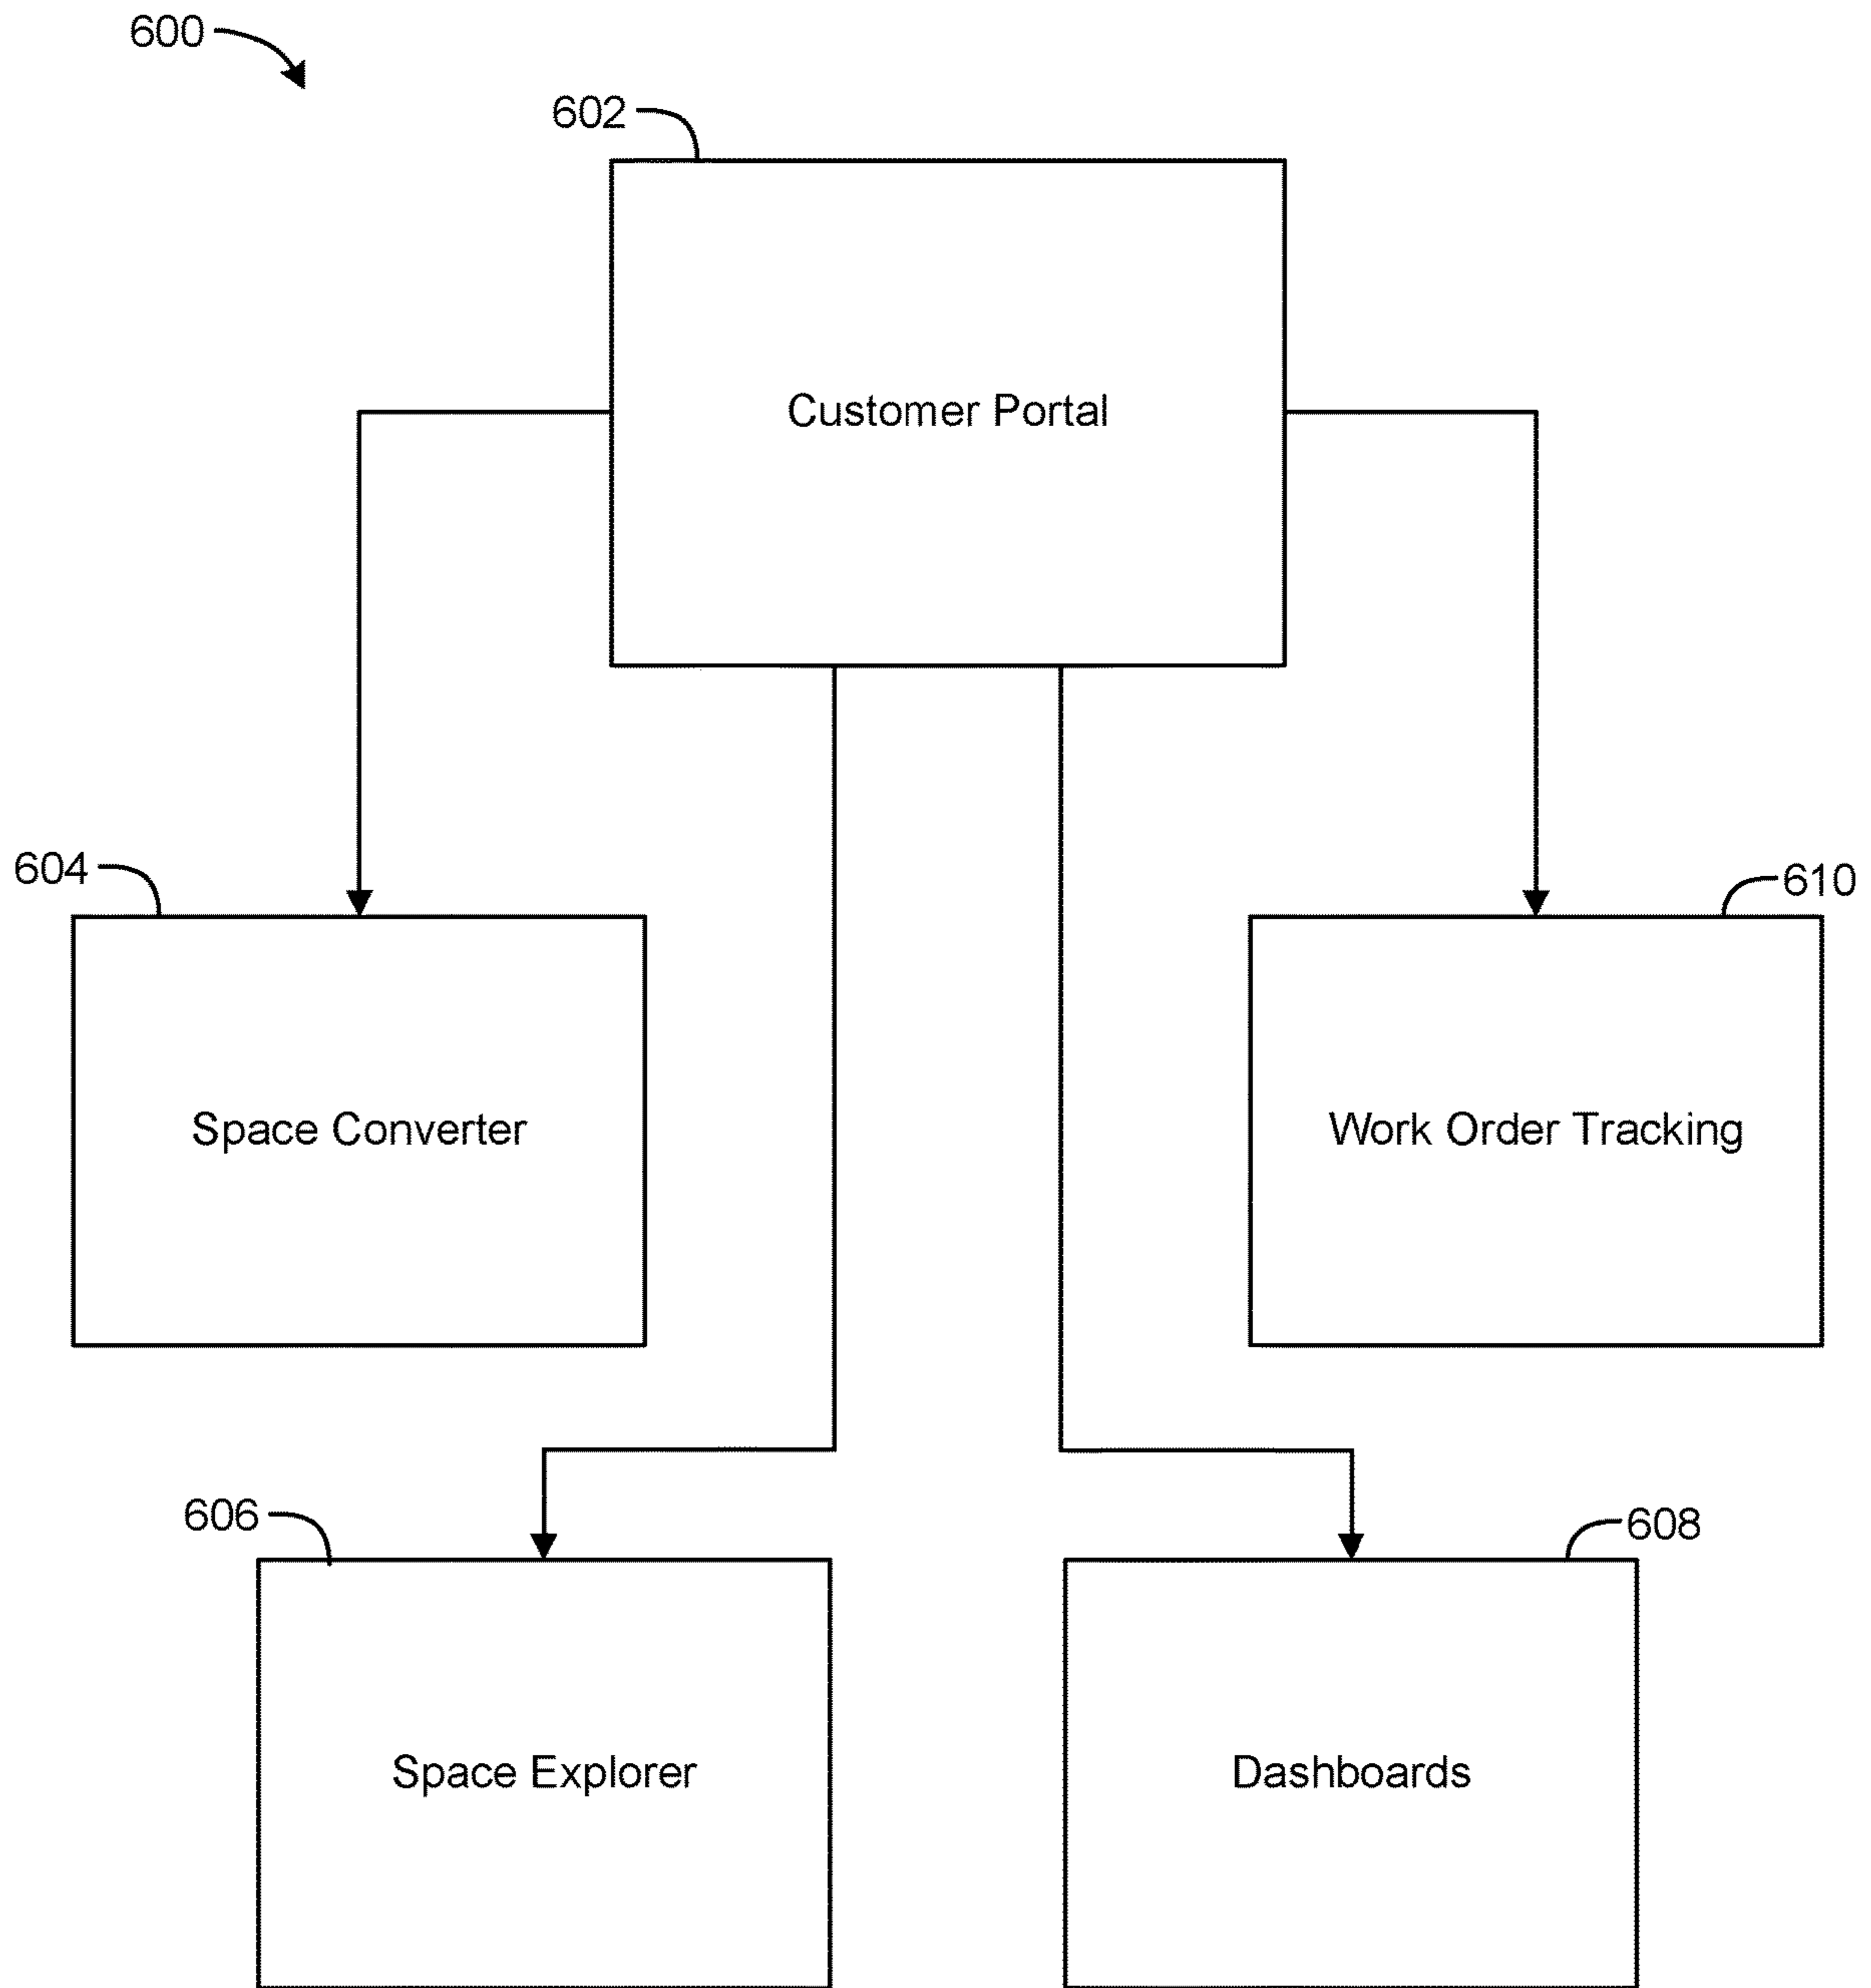 600
602
Customer Portal
604
610
Space Converter
Work Order Tracking
606
608
Space Explorer
Dashboards